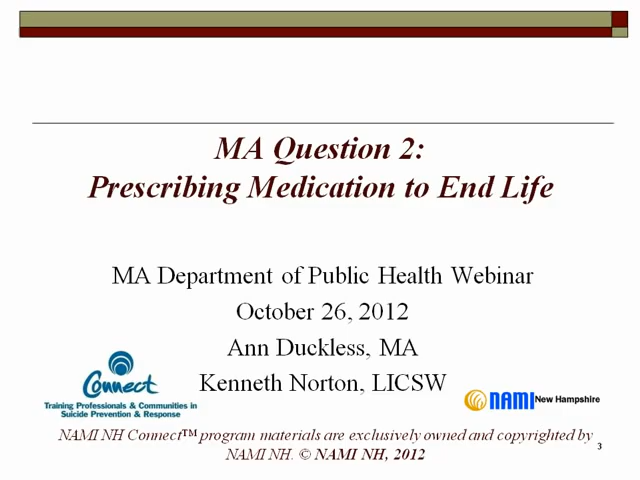 MA Question 2:
Prescribing Medication to End Life
MA Department of Public Health Webinar
October 26, 2012
Ann Duckless, MA
Kenneth Norton, LICSW
Connect
Training Professionals & Communities in
Suicide Prevention & Response
NAMI New Hampshire
NAMI NH Connect™ program materials are exclusively owned and copyrighted by
NAMI NH. © NAMI NH, 2012
3